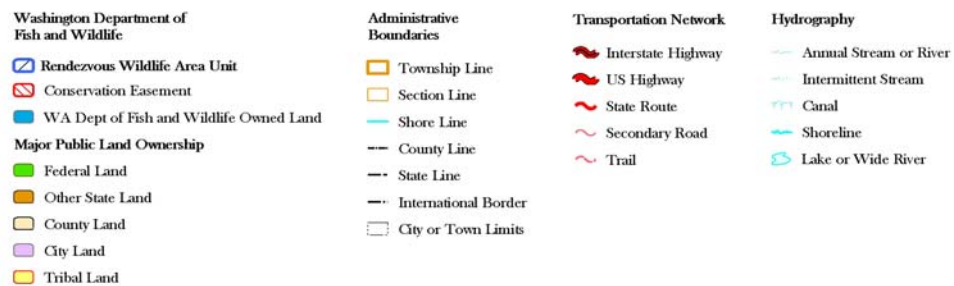 Washington Department of
Fish and Wildlife
Rendezvous Wildlife Area Unit
Conservation Easement
WA Dept of Fish and Wildlife Owned Land
Major Public Land Ownership
Federal Land
Other State Land
County Land
City Land
Tribal Land
Administrative
Boundaries
Township Line
Section Line
Shore Line
County Line
State Line
International Border
City or Town Limits
Transportation Network
Interstate Highway
US Highway
State Route
Secondary Road
Trail
Hydrography
Annual Stream or River
Intermittent Stream
Canal
Shoreline
Lake or Wide River